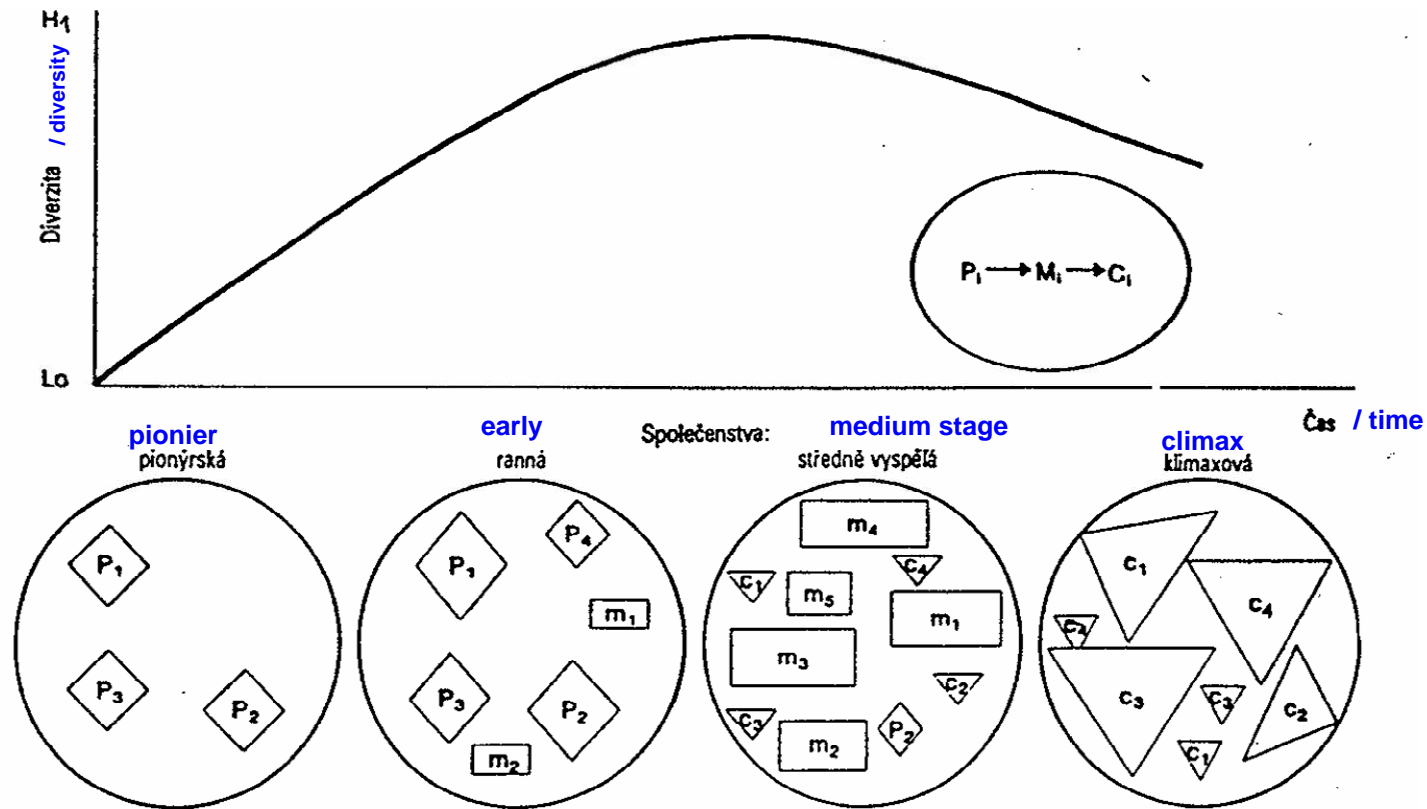 H₁
Diverzita / diversity
Lo
Pᵢ → Mᵢ → Cᵢ
Čas / time
Společenstva:
pionier
pionýrská
early
ranná
medium stage
středně vyspělá
climax
klimaxová
P₁
P₃
P₂
P₁
P₄
m₁
P₃
P₂
m₂
m₄
c₁
m₅
c₄
m₁
m₃
c₂
c₃
m₂
P₂
c₁
c₄
c₃
c₃
c₂
c₁